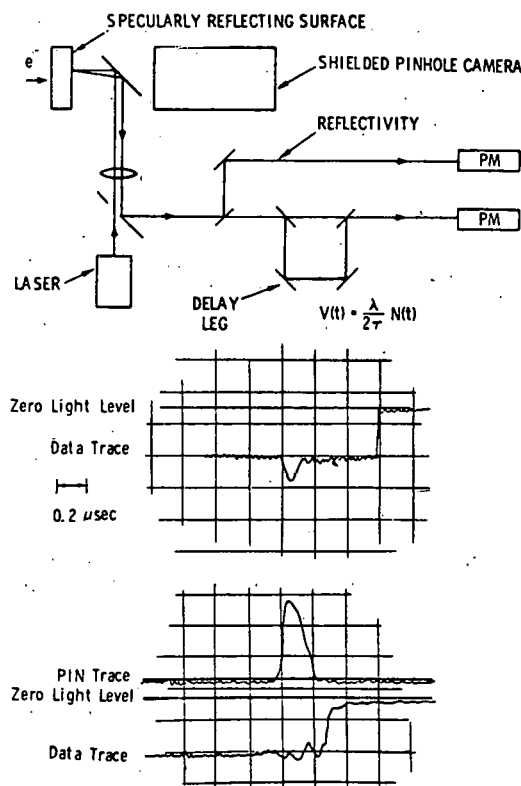 SPECULARLY REFLECTING SURFACE
e⁻
SHIELDED PINHOLE CAMERA
REFLECTIVITY
PM
PM
LASER
DELAY
LEG
V(t) = λ/2τ N(t)
Zero Light Level
Data Trace
0.2 μsec
PIN Trace
Zero Light Level
Data Trace